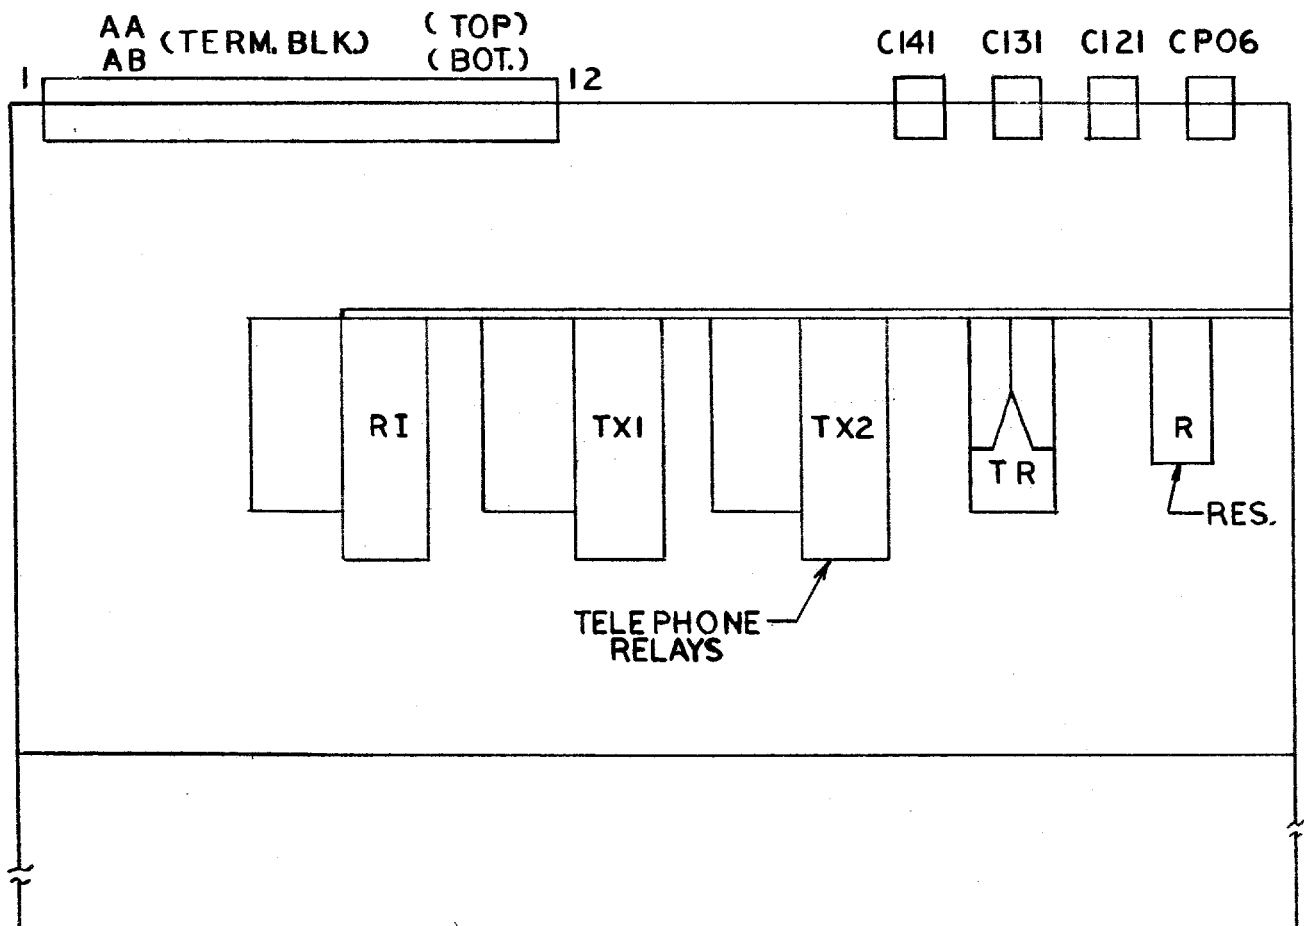 AA (TERM. BLK.) (TOP)
AB (BOT.)
1 12
C141 C131 C121 CP06
RI TX1 TX2 TR R
RES.
TELEPHONE
RELAYS